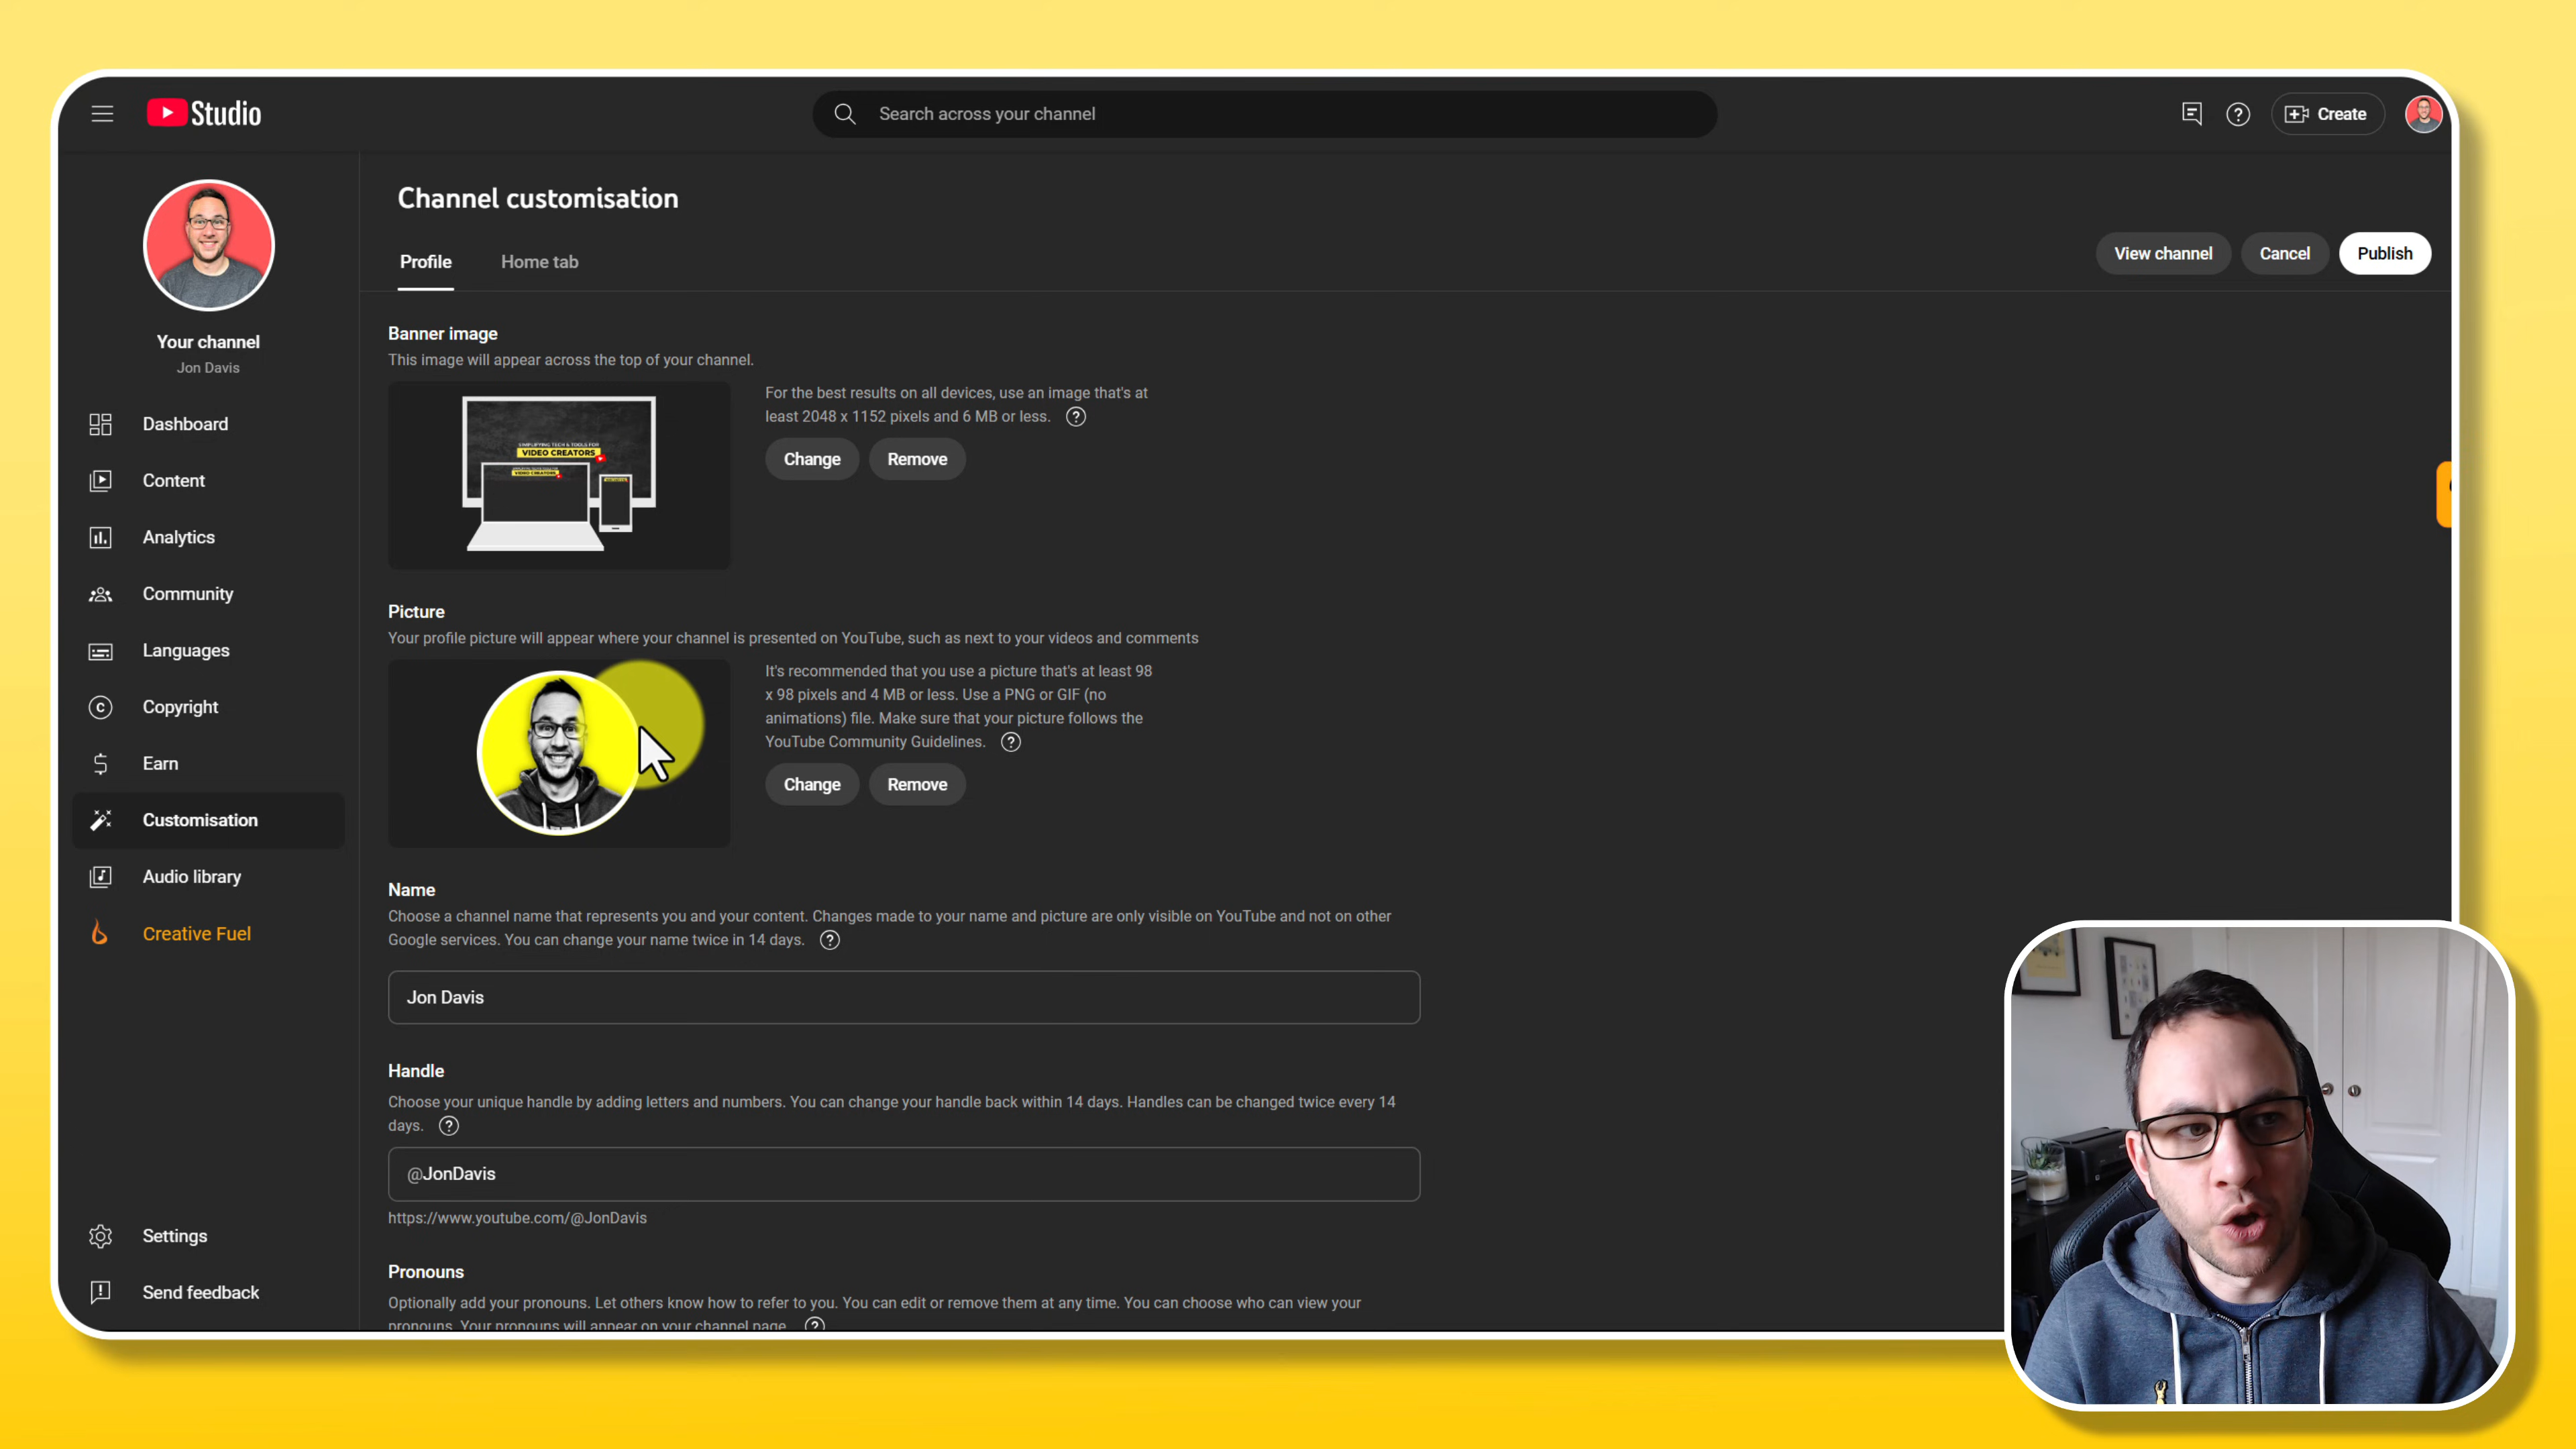 Studio
Search across your channel
Create
Channel customisation
Profile
Home tab
View channel
Cancel
Publish
Your channel
Jon Davis
Dashboard
Content
Analytics
Community
Languages
Copyright
Earn
Customisation
Audio library
Creative Fuel
Settings
Send feedback
Banner image
This image will appear across the top of your channel.
SIMPLIFYING TECH & TOOLS FOR
VIDEO CREATORS
VIDEO CREATORS
For the best results on all devices, use an image that's at
least 2048 x 1152 pixels and 6 MB or less.
Change
Remove
Picture
Your profile picture will appear where your channel is presented on YouTube, such as next to your videos and comments
It's recommended that you use a picture that's at least 98
x 98 pixels and 4 MB or less. Use a PNG or GIF (no
animations) file. Make sure that your picture follows the
YouTube Community Guidelines.
Change
Remove
Name
Choose a channel name that represents you and your content. Changes made to your name and picture are only visible on YouTube and not on other
Google services. You can change your name twice in 14 days.
Jon Davis
Handle
Choose your unique handle by adding letters and numbers. You can change your handle back within 14 days. Handles can be changed twice every 14
days.
@JonDavis
https://www.youtube.com/@JonDavis
Pronouns
Optionally add your pronouns. Let others know how to refer to you. You can edit or remove them at any time. You can choose who can view your
pronouns. Your pronouns will appear on your channel page.